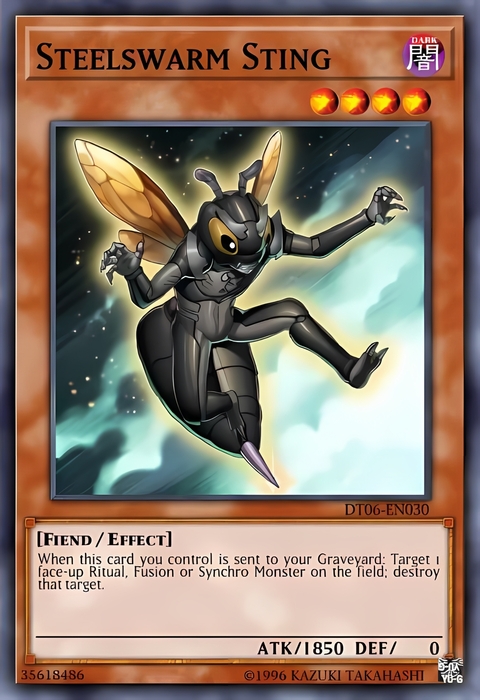 STEELSWARM STING
DARK
闇
DT06-EN030
[FIEND / EFFECT]
When this card you control is sent to your Graveyard: Target 1
face-up Ritual, Fusion or Synchro Monster on the field; destroy
that target.
ATK/1850 DEF/ 0
35618486
©1996 KAZUKI TAKAHASHI